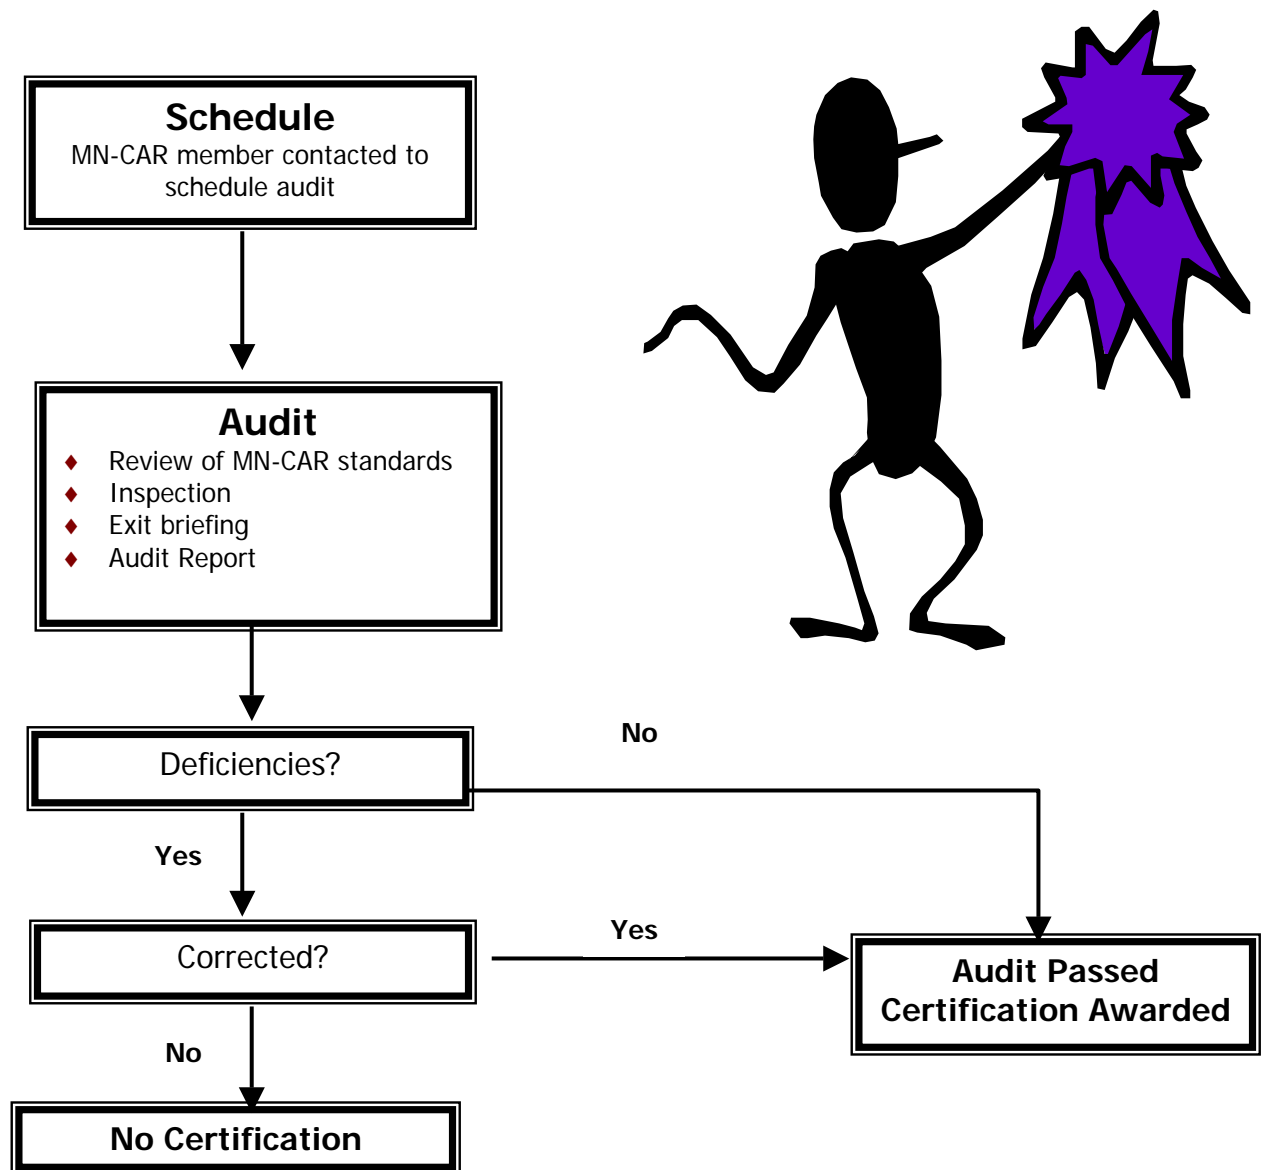 Schedule
MN-CAR member contacted to
schedule audit
Audit
♦ Review of MN-CAR standards
♦ Inspection
♦ Exit briefing
♦ Audit Report
Deficiencies?
No
Yes
Corrected?
Yes
Audit Passed
Certification Awarded
No
No Certification